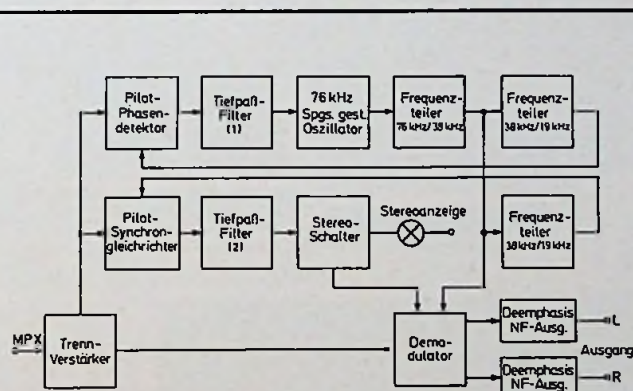 Pilot-
Phasen-
detektor
Tiefpaß-
Filter
(1)
76 kHz
Spgs. gest.
Oszillator
Frequenz-
teiler
76 kHz/38 kHz
Frequenz-
teiler
38 kHz/19 kHz
Pilot-
Synchron-
gleichrichter
Tiefpaß-
Filter
(2)
Stereo-
Schalter
Stereoanzeige
Frequenz-
teiler
38 kHz/19 kHz
MPX
Trenn-
Verstärker
Demo-
dulator
Deemphasis
NF-Ausg.
L
Ausgang
Deemphasis
NF-Ausg.
R